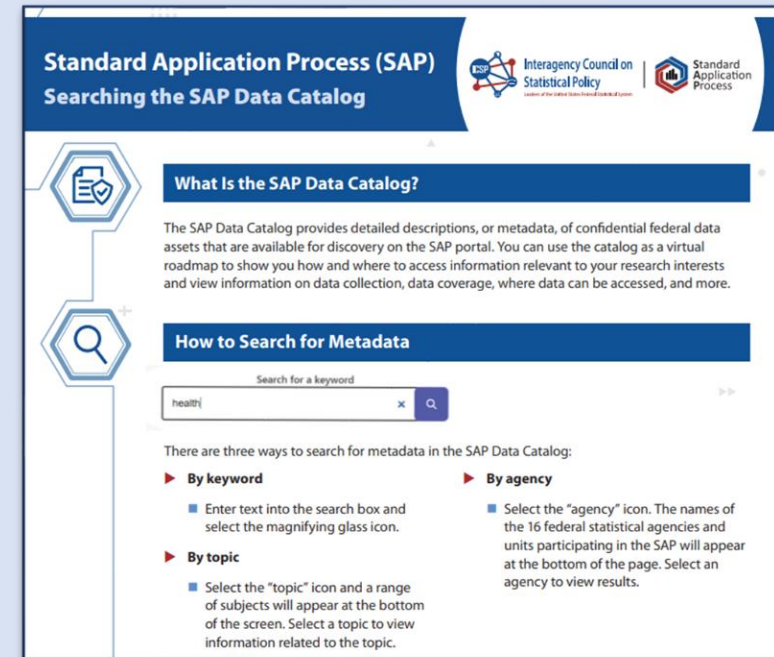 Standard Application Process (SAP)
Searching the SAP Data Catalog
ICSP
Interagency Council on
Statistical Policy
Leaders of the United States Federal Statistical System
Standard
Application
Process
What Is the SAP Data Catalog?
The SAP Data Catalog provides detailed descriptions, or metadata, of confidential federal data
assets that are available for discovery on the SAP portal. You can use the catalog as a virtual
roadmap to show you how and where to access information relevant to your research interests
and view information on data collection, data coverage, where data can be accessed, and more.
How to Search for Metadata
Search for a keyword
health
There are three ways to search for metadata in the SAP Data Catalog:
By keyword
Enter text into the search box and
select the magnifying glass icon.
By topic
Select the “topic” icon and a range
of subjects will appear at the bottom
of the screen. Select a topic to view
information related to the topic.
By agency
Select the “agency” icon. The names of
the 16 federal statistical agencies and
units participating in the SAP will appear
at the bottom of the page. Select an
agency to view results.